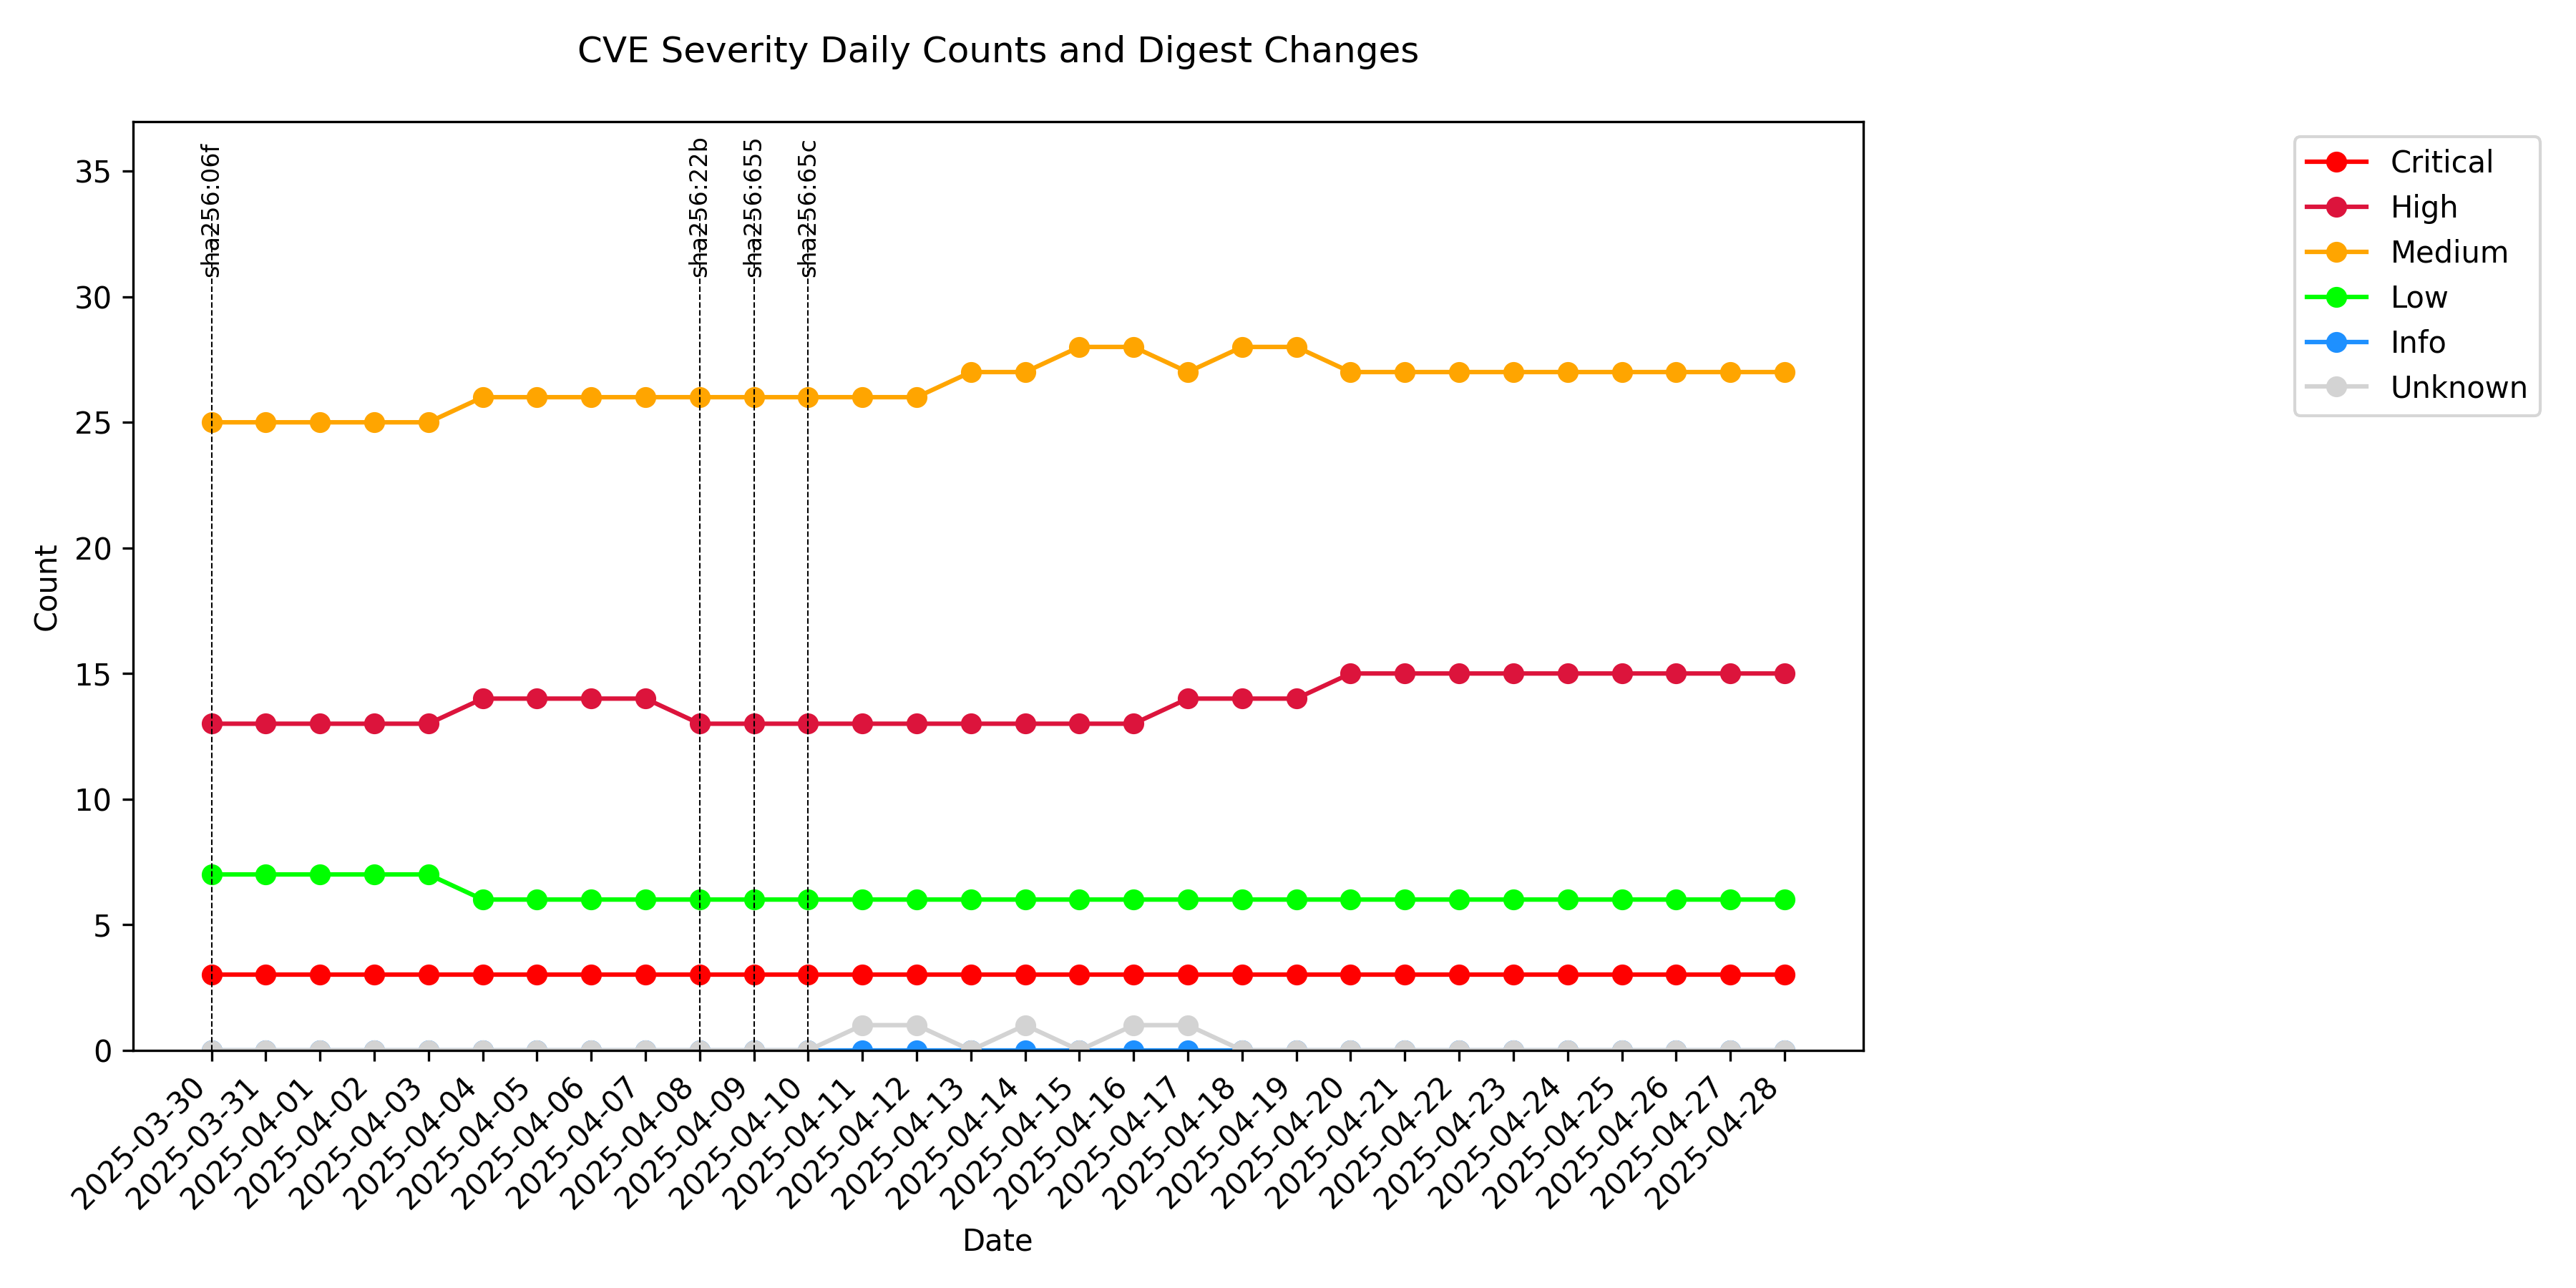 CVE Severity Daily Counts and Digest Changes
sha256:06f
sha256:22b
sha256:655
sha256:65c
Critical
High
Medium
Low
Info
Unknown
Count
35
30
25
20
15
10
5
0
2025-03-30
2025-03-31
2025-04-01
2025-04-02
2025-04-03
2025-04-04
2025-04-05
2025-04-06
2025-04-07
2025-04-08
2025-04-09
2025-04-10
2025-04-11
2025-04-12
2025-04-13
2025-04-14
2025-04-15
2025-04-16
2025-04-17
2025-04-18
2025-04-19
2025-04-20
2025-04-21
2025-04-22
2025-04-23
2025-04-24
2025-04-25
2025-04-26
2025-04-27
2025-04-28
Date